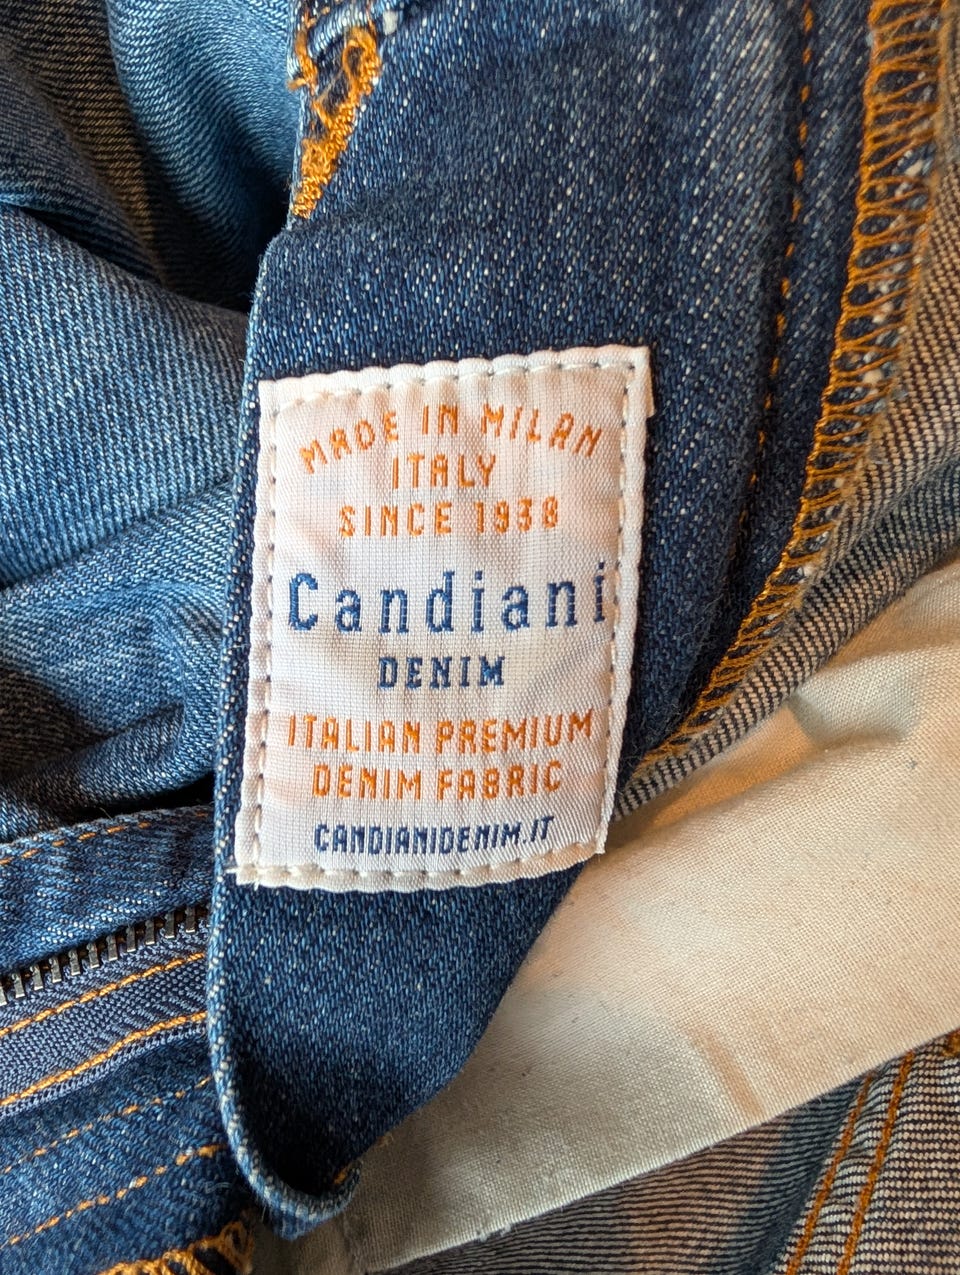 MADE IN MILAN
ITALY
SINCE 1938
Candiani
DENIM
ITALIAN PREMIUM
DENIM FABRIC
CANDIANIDENIM.IT